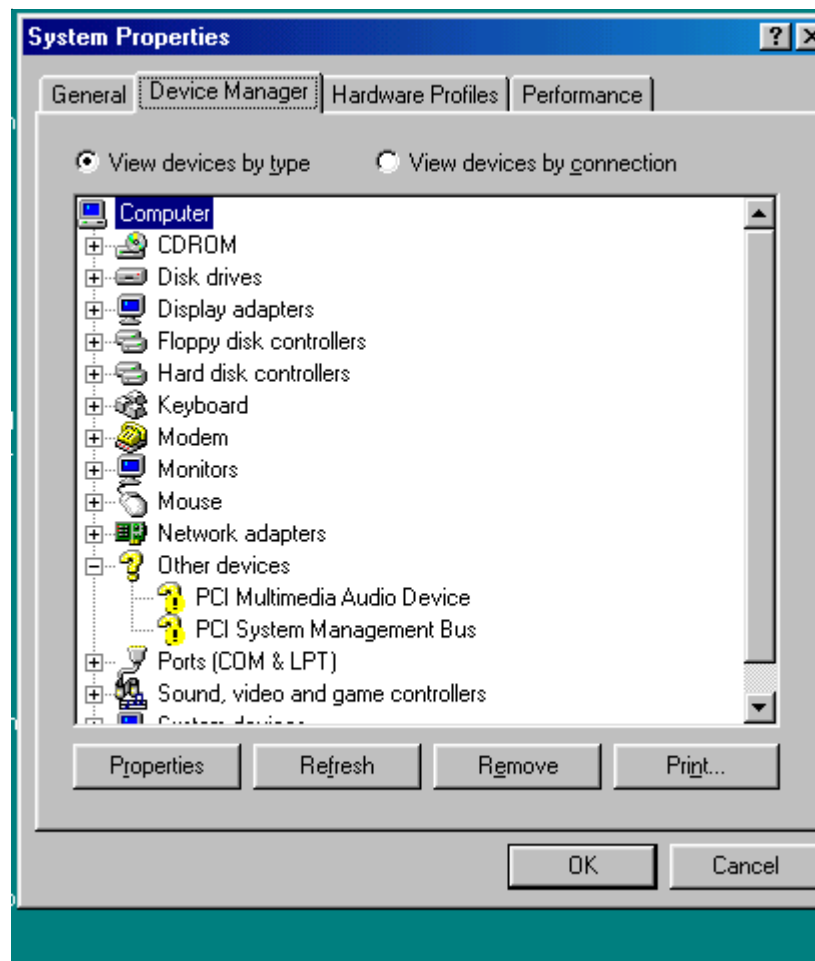 System Properties
General Device Manager Hardware Profiles Performance
View devices by type View devices by connection
Computer
CDROM
Disk drives
Display adapters
Floppy disk controllers
Hard disk controllers
Keyboard
Modem
Monitors
Mouse
Network adapters
Other devices
PCI Multimedia Audio Device
PCI System Management Bus
Ports (COM & LPT)
Sound, video and game controllers
System devices
Properties Refresh Remove Print...
OK Cancel